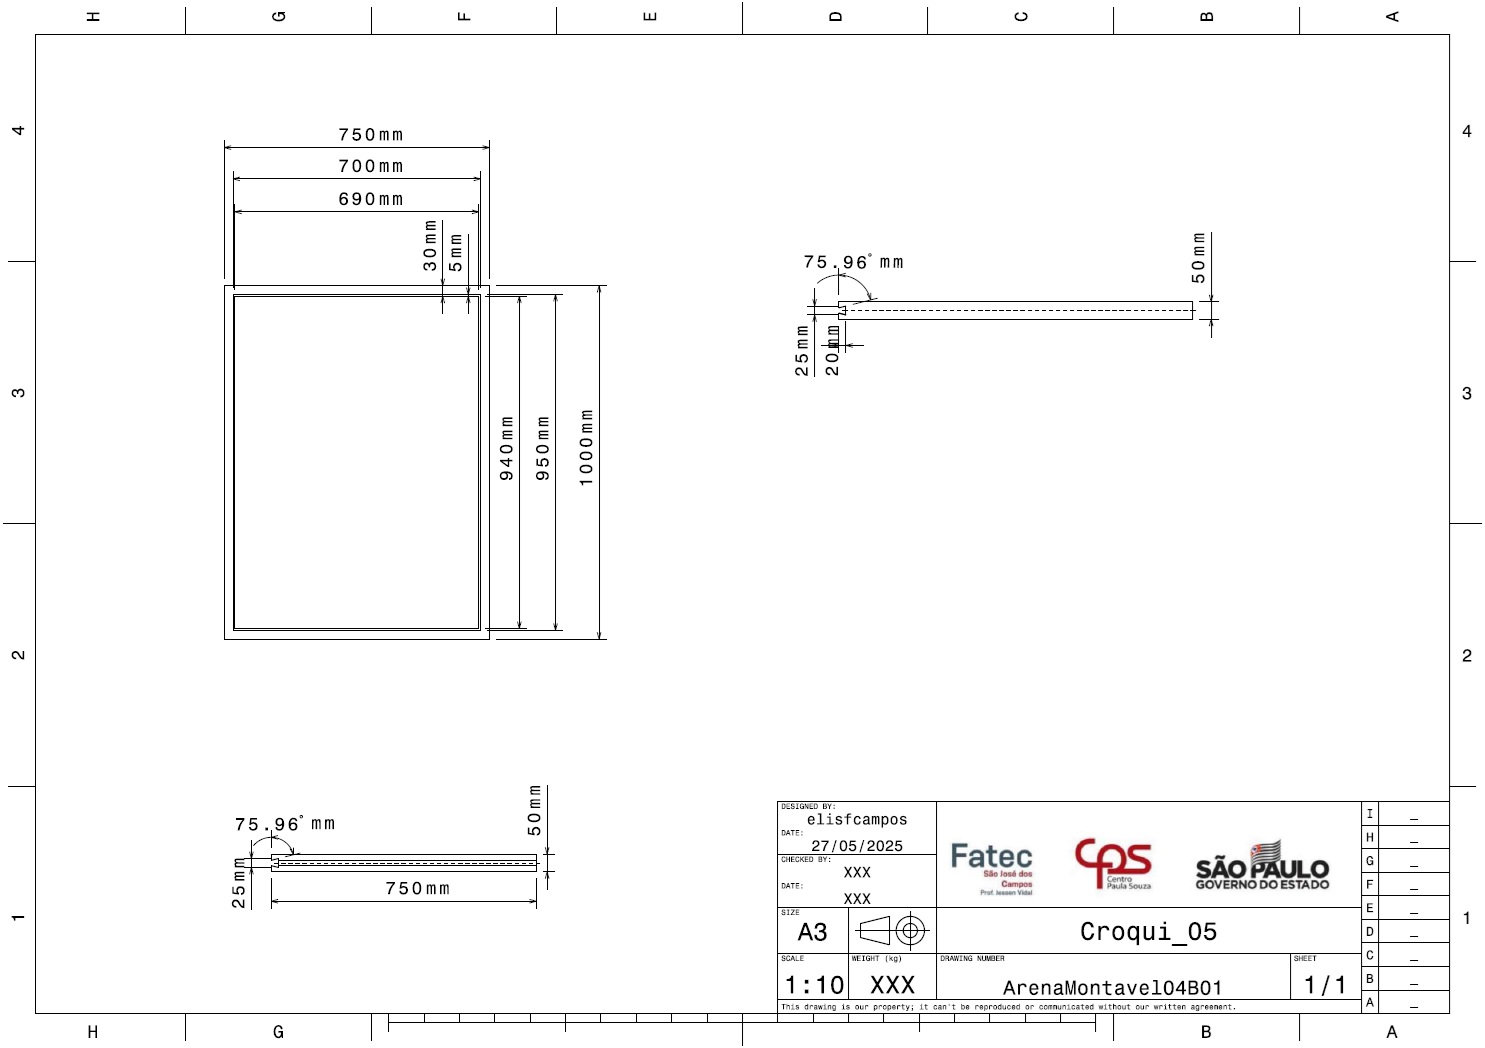 H G F E D C B A
4
4
3
3
2
2
1
1
750mm
700mm
690mm
30mm
5mm
940mm
950mm
1000mm
75.96° mm
50mm
25mm
20mm
75.96° mm
50mm
25mm
750mm
DESIGNED BY:
elisfcampos
DATE:
27/05/2025
CHECKED BY:
XXX
DATE:
XXX
SIZE
A3
SCALE
1:10
WEIGHT (kg)
XXX
Fatec
São José dos
Campos
Prof. Jessen Vidal
CPS
Centro
Paula Souza
SÃO PAULO
GOVERNO DO ESTADO
Croqui_05
DRAWING NUMBER
ArenaMontavel04B01
SHEET
1/1
I _
H _
G _
F _
E _
D _
C _
B _
A _
This drawing is our property; it can't be reproduced or communicated without our written agreement.
H G B A